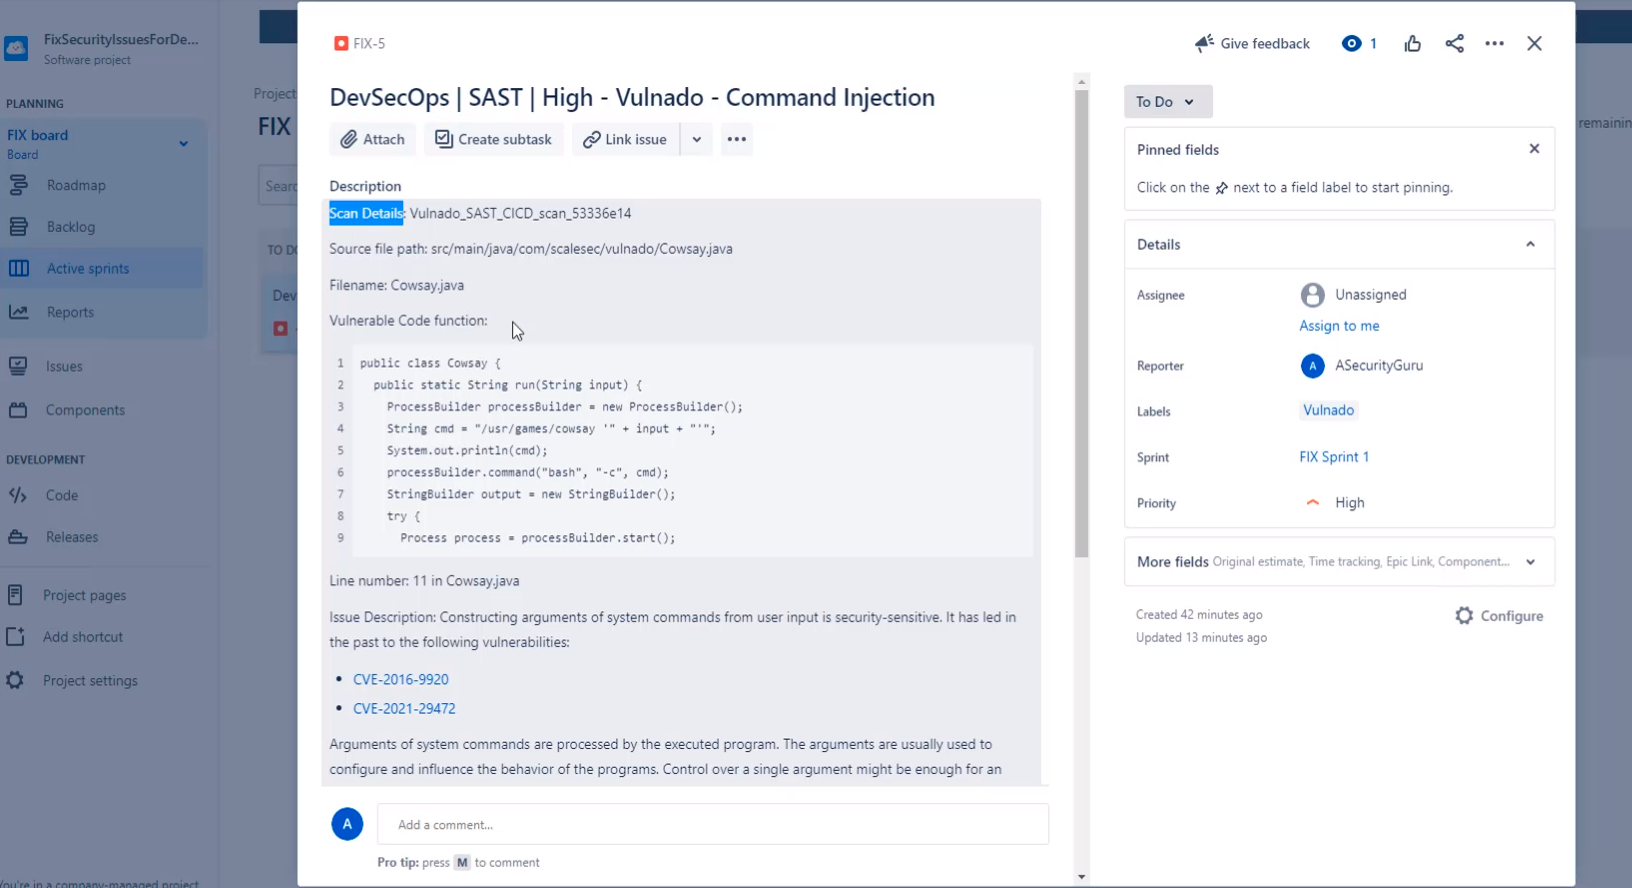 FixSecurityIssuesForDe...
Software project
PLANNING
FIX board
Board
Roadmap
Backlog
Active sprints
Reports
Issues
Components
DEVELOPMENT
Code
Releases
Project pages
Add shortcut
Project settings
You're in a company-managed project
Project
FIX
Searc
TO DO
Dev
remainin
FIX-5
Give feedback
1
DevSecOps | SAST | High - Vulnado - Command Injection
Attach
Create subtask
Link issue
Description
Scan Details: Vulnado_SAST_CICD_scan_53336e14
Source file path: src/main/java/com/scalesec/vulnado/Cowsay.java
Filename: Cowsay.java
Vulnerable Code function:
1 public class Cowsay {
2 public static String run(String input) {
3 ProcessBuilder processBuilder = new ProcessBuilder();
4 String cmd = "/usr/games/cowsay '" + input + "'";
5 System.out.println(cmd);
6 processBuilder.command("bash", "-c", cmd);
7 StringBuilder output = new StringBuilder();
8 try {
9 Process process = processBuilder.start();
Line number: 11 in Cowsay.java
Issue Description: Constructing arguments of system commands from user input is security-sensitive. It has led in
the past to the following vulnerabilities:
• CVE-2016-9920
• CVE-2021-29472
Arguments of system commands are processed by the executed program. The arguments are usually used to
configure and influence the behavior of the programs. Control over a single argument might be enough for an
A
Add a comment...
Pro tip: press M to comment
To Do
Pinned fields
Click on the next to a field label to start pinning.
Details
Assignee
Unassigned
Assign to me
Reporter
A ASecurityGuru
Labels
Vulnado
Sprint
FIX Sprint 1
Priority
High
More fields Original estimate, Time tracking, Epic Link, Component...
Created 42 minutes ago
Updated 13 minutes ago
Configure